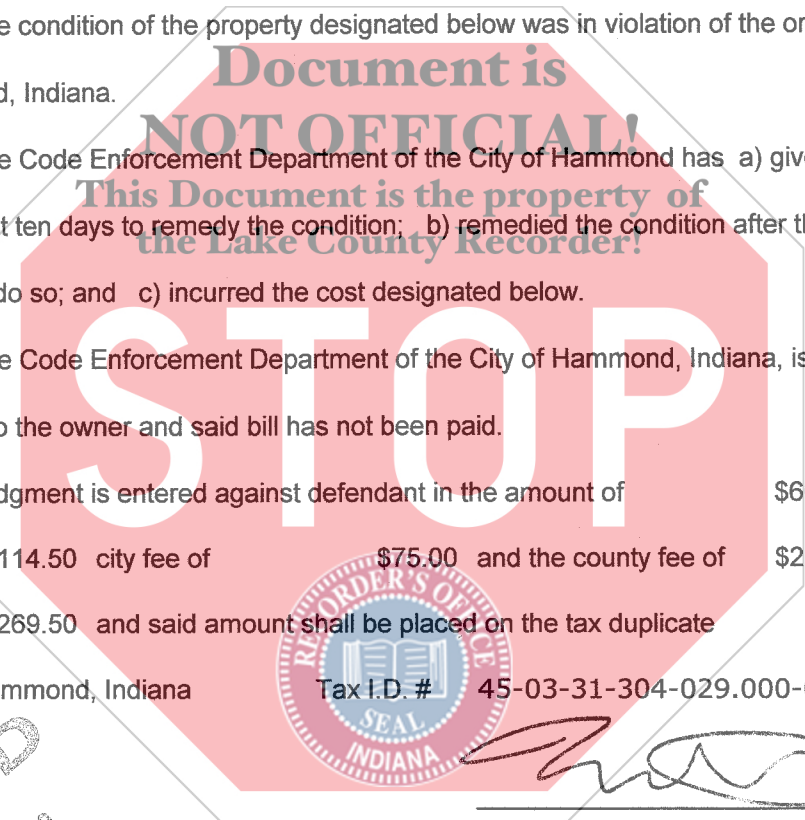 e condition of the property designated below was in violation of the or
Document is
d, Indiana.
NOT OFFICIAL!
e Code Enforcement Department of the City of Hammond has a) giv
This Document is the property of
t ten days to remedy the condition; b) remedied the condition after th
the Lake County Recorder!
do so; and c) incurred the cost designated below.
STOP
e Code Enforcement Department of the City of Hammond, Indiana, is
o the owner and said bill has not been paid.
dgment is entered against defendant in the amount of $6
114.50 city fee of $75.00 and the county fee of $2
269.50 and said amount shall be placed on the tax duplicate
mmond, Indiana Tax I.D. # 45-03-31-304-029.000-
RECORDER'S OFFICE
SEAL
INDIANA